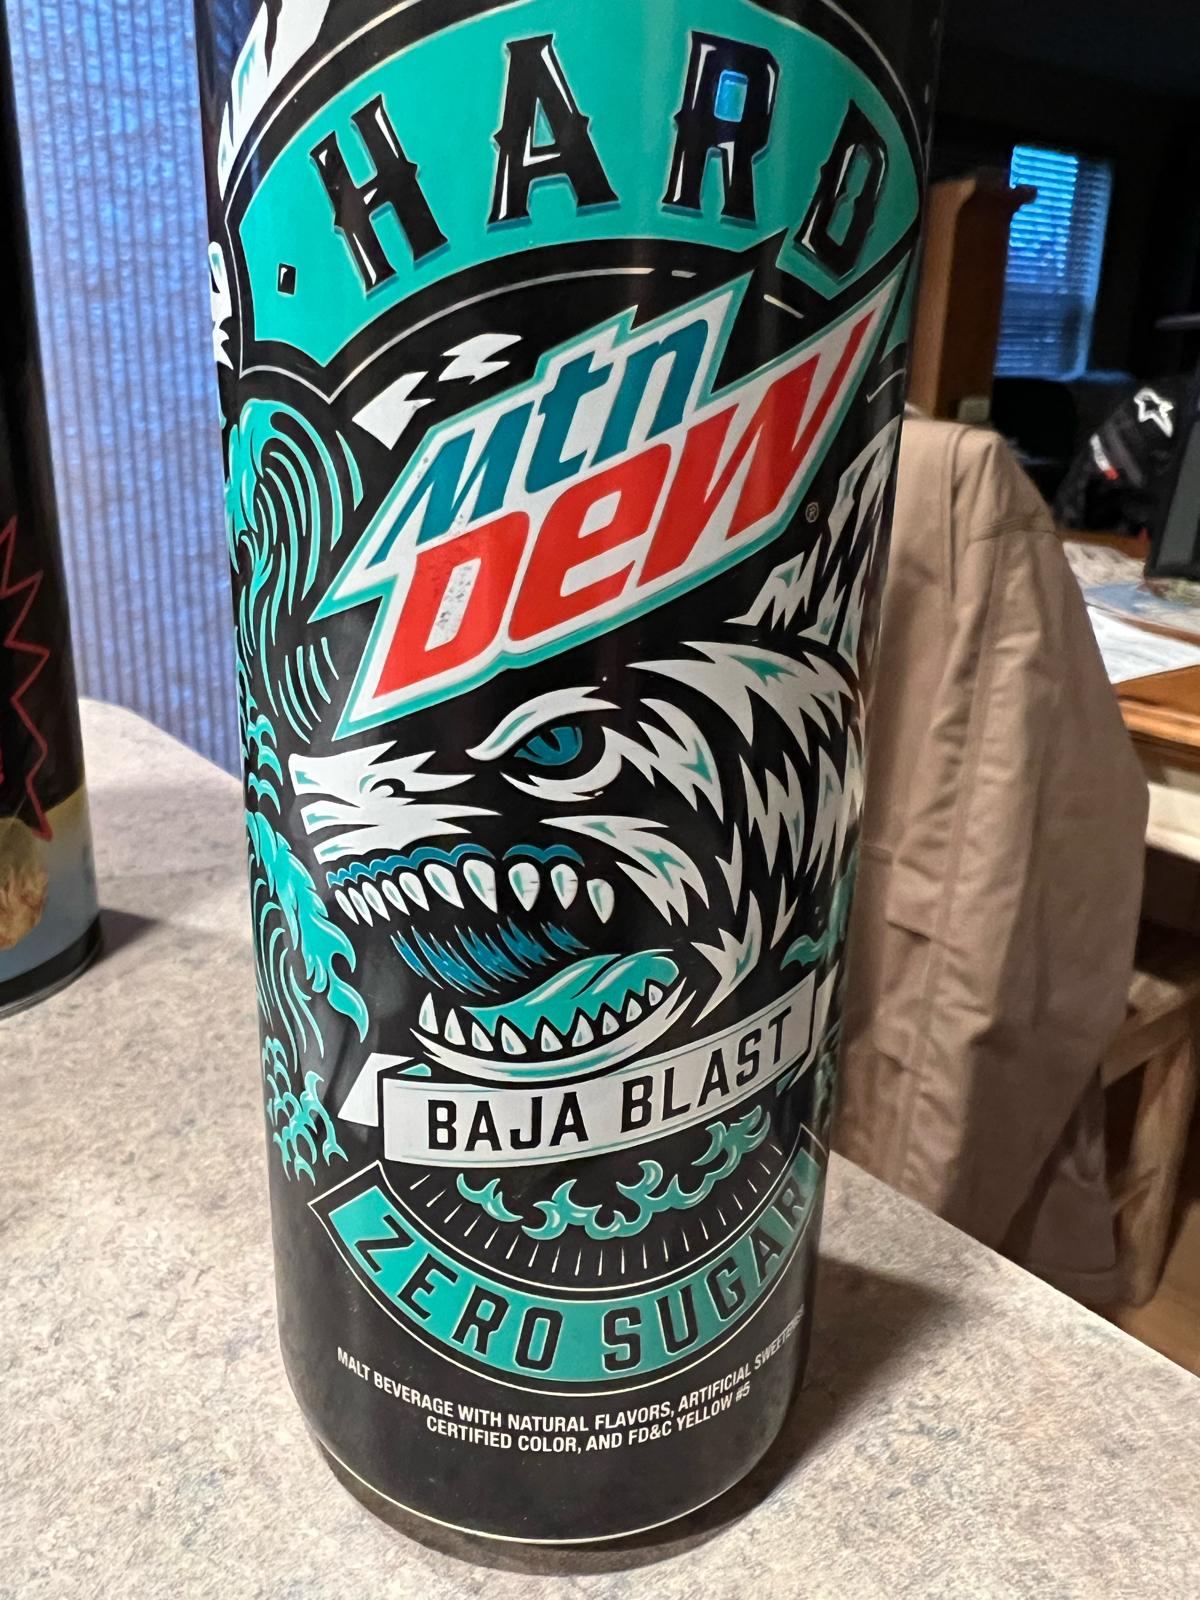 · HARD
mtn
DEW®
BAJA BLAST
ZERO SUGAR
MALT BEVERAGE WITH NATURAL FLAVORS, ARTIFICIAL
CERTIFIED COLOR, AND FD&C YELLOW #5